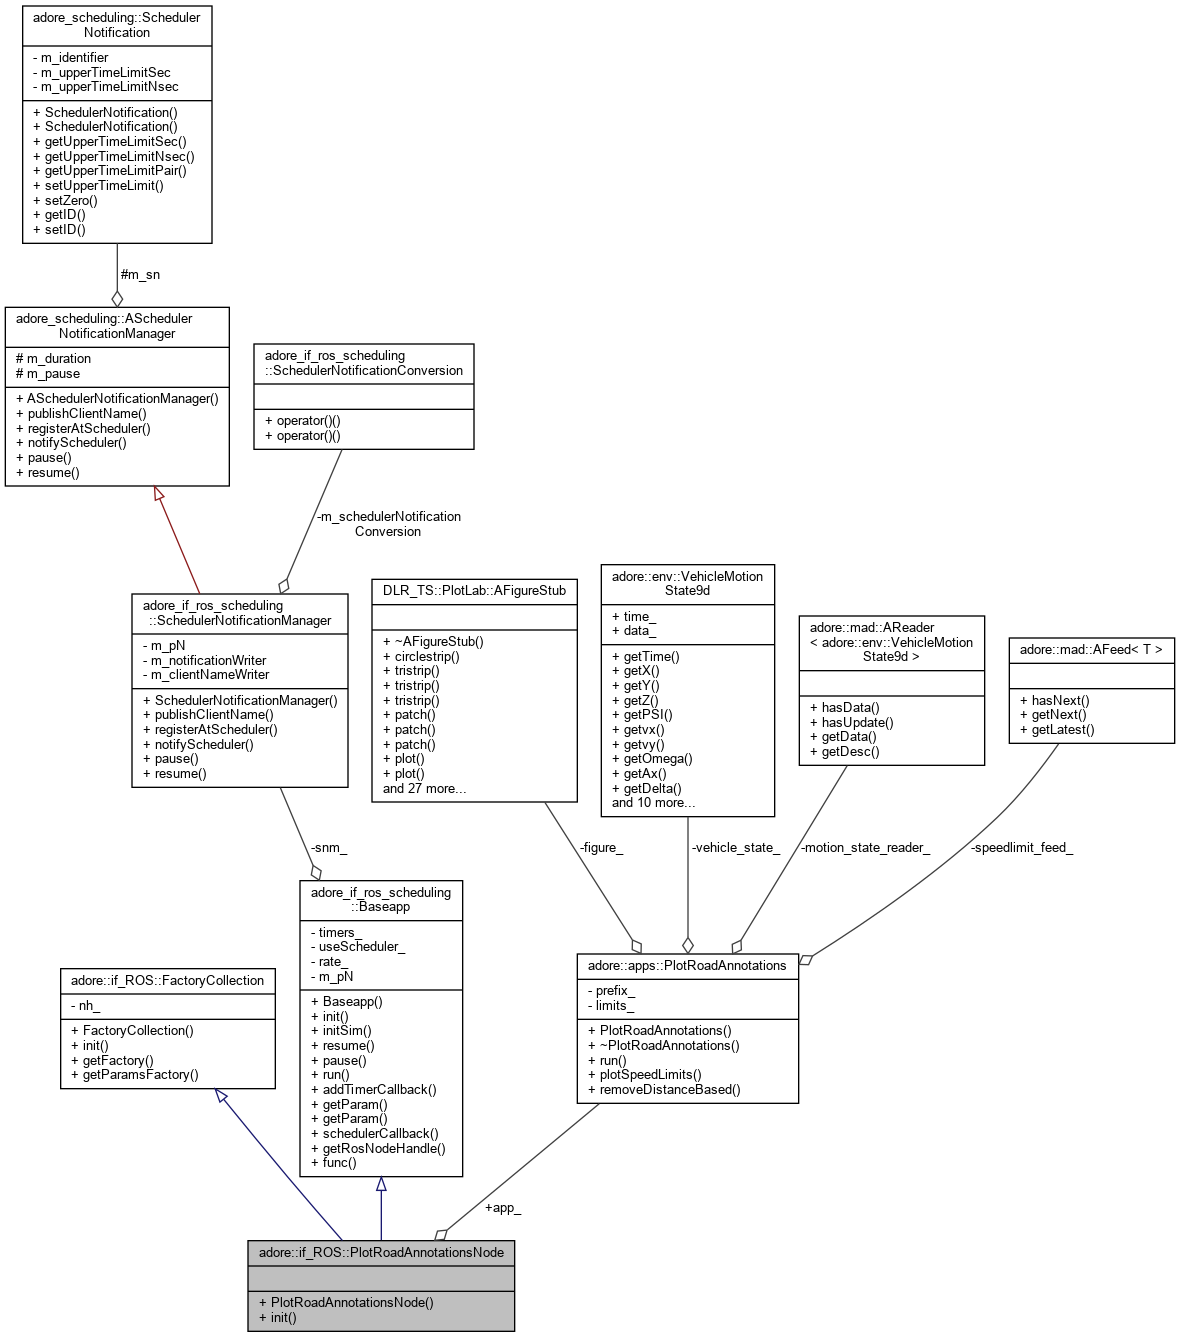 adore_scheduling::Scheduler
Notification
- m_identifier
- m_upperTimeLimitSec
- m_upperTimeLimitNsec
+ SchedulerNotification()
+ SchedulerNotification()
+ getUpperTimeLimitSec()
+ getUpperTimeLimitNsec()
+ getUpperTimeLimitPair()
+ setUpperTimeLimit()
+ setZero()
+ getID()
+ setID()
#m_sn
adore_scheduling::AScheduler
NotificationManager
# m_duration
# m_pause
+ ASchedulerNotificationManager()
+ publishClientName()
+ registerAtScheduler()
+ notifyScheduler()
+ pause()
+ resume()
adore_if_ros_scheduling
::SchedulerNotificationConversion
+ operator()()
+ operator()()
-m_schedulerNotification
Conversion
adore_if_ros_scheduling
::SchedulerNotificationManager
- m_pN
- m_notificationWriter
- m_clientNameWriter
+ SchedulerNotificationManager()
+ publishClientName()
+ registerAtScheduler()
+ notifyScheduler()
+ pause()
+ resume()
DLR_TS::PlotLab::AFigureStub
+ ~AFigureStub()
+ circlestrip()
+ tristrip()
+ tristrip()
+ tristrip()
+ patch()
+ patch()
+ patch()
+ plot()
+ plot()
and 27 more...
adore::env::VehicleMotion
State9d
+ time_
+ data_
+ getTime()
+ getX()
+ getY()
+ getZ()
+ getPSI()
+ getvx()
+ getvy()
+ getOmega()
+ getAx()
+ getDelta()
and 10 more...
adore::mad::AReader
< adore::env::VehicleMotion
State9d >
+ hasData()
+ hasUpdate()
+ getData()
+ getDesc()
adore::mad::AFeed< T >
+ hasNext()
+ getNext()
+ getLatest()
-snm_
-figure_
-vehicle_state_
-motion_state_reader_
-speedlimit_feed_
adore::if_ROS::FactoryCollection
- nh_
+ FactoryCollection()
+ init()
+ getFactory()
+ getParamsFactory()
adore_if_ros_scheduling
::Baseapp
- timers_
- useScheduler_
- rate_
- m_pN
+ Baseapp()
+ init()
+ initSim()
+ resume()
+ pause()
+ run()
+ addTimerCallback()
+ getParam()
+ getParam()
+ schedulerCallback()
+ getRosNodeHandle()
+ func()
adore::apps::PlotRoadAnnotations
- prefix_
- limits_
+ PlotRoadAnnotations()
+ ~PlotRoadAnnotations()
+ run()
+ plotSpeedLimits()
+ removeDistanceBased()
+app_
adore::if_ROS::PlotRoadAnnotationsNode
+ PlotRoadAnnotationsNode()
+ init()